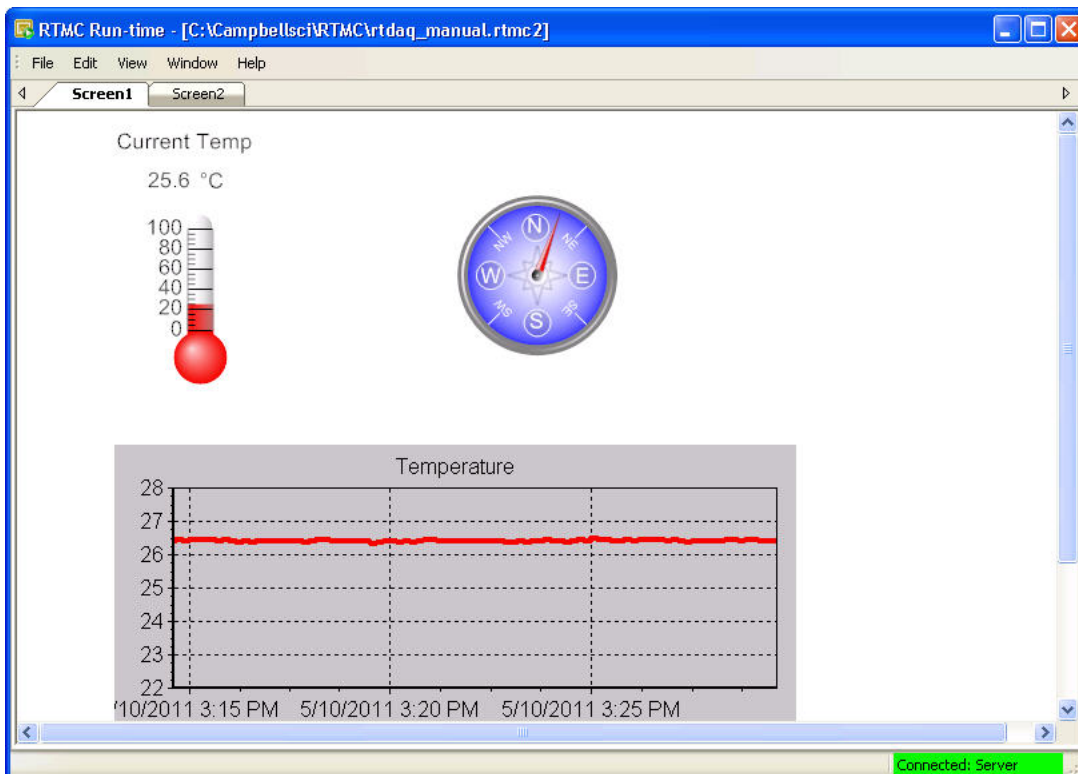 RTMC Run-time - [C:\Campbellsci\RTMC\rtdaq_manual.rtmc2]
File Edit View Window Help
Screen1 Screen2
Current Temp
25.6 °C
100
80
60
40
20
0
N
NE
E
SE
S
SW
W
NW
Temperature
28
27
26
25
24
23
22
/10/2011 3:15 PM 5/10/2011 3:20 PM 5/10/2011 3:25 PM
Connected: Server